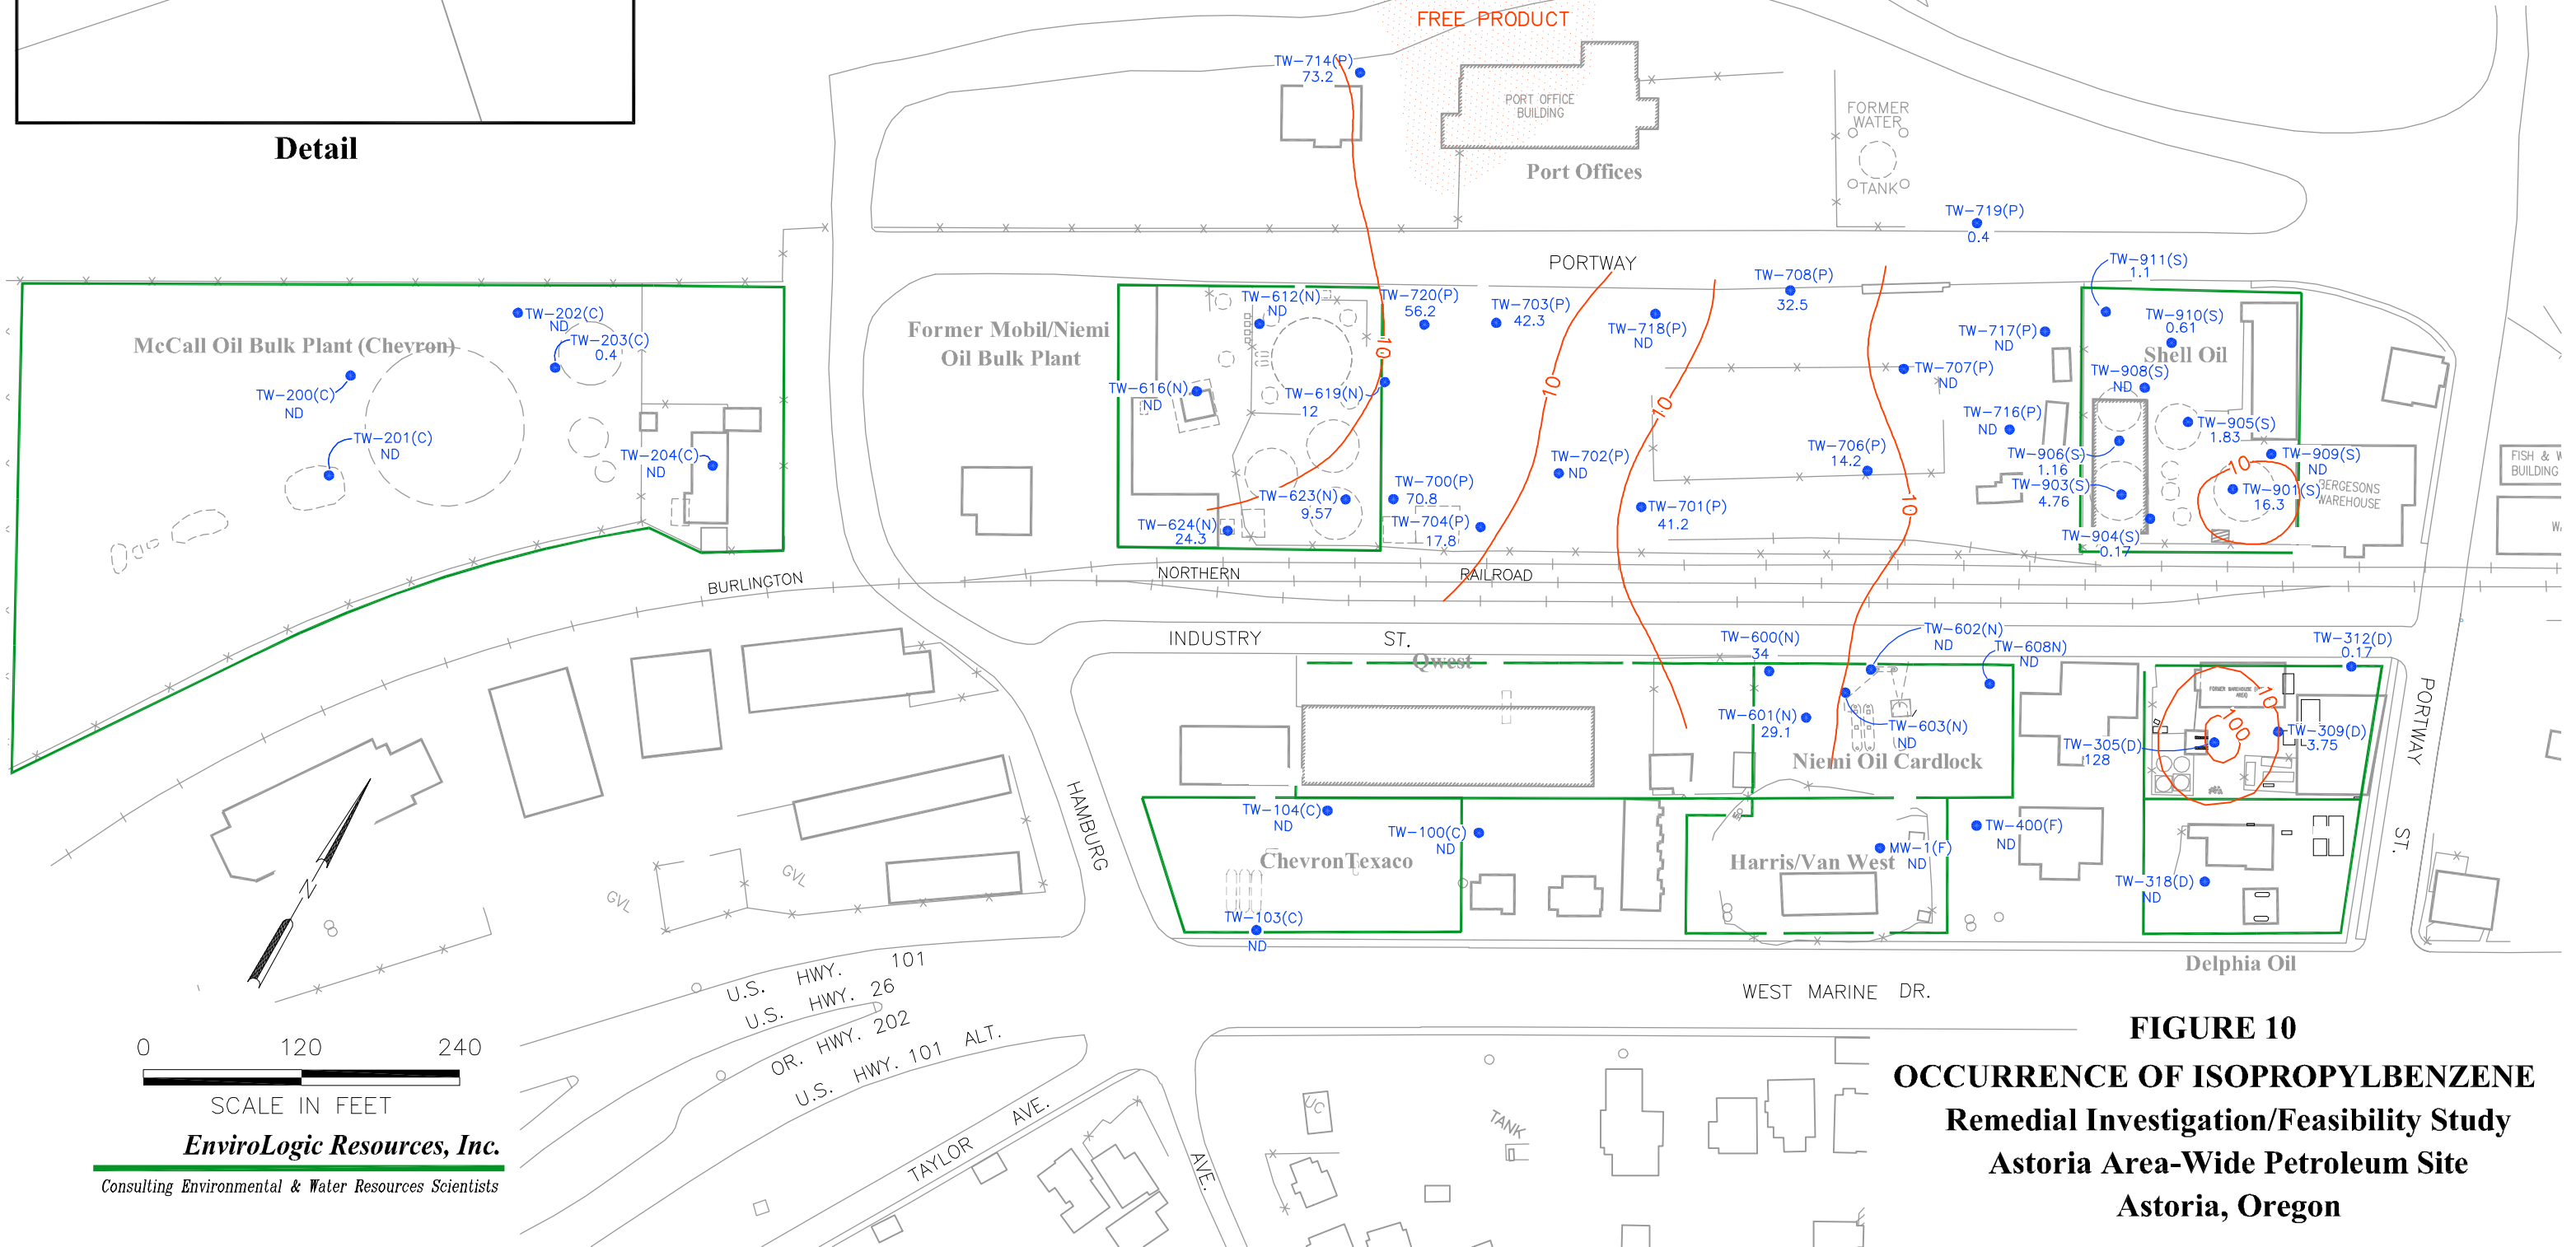 FREE PRODUCT
TW-714(P)
73.2
PORT OFFICE
BUILDING
Port Offices
FORMER
WATER
TANK
Detail
TW-719(P)
0.4
PORTWAY
TW-708(P)
32.5
TW-911(S)
1.1
TW-202(C)
ND
TW-203(C)
0.4
McCall Oil Bulk Plant (Chevron)
TW-200(C)
ND
TW-201(C)
ND
TW-204(C)
ND
Former Mobil/Niemi
Oil Bulk Plant
TW-612(N)
ND
TW-720(P)
56.2
TW-703(P)
42.3
TW-718(P)
ND
TW-717(P)
ND
TW-910(S)
0.61
Shell Oil
TW-616(N)
ND
TW-619(N)
12
10
10
10
TW-707(P)
ND
TW-908(S)
ND
TW-716(P)
ND
TW-905(S)
1.83
TW-702(P)
ND
TW-706(P)
14.2
TW-906(S)
1.16
TW-909(S)
ND
10
FISH & W
BUILDING
TW-623(N)
9.57
TW-700(P)
70.8
TW-903(S)
4.76
TW-901(S)
16.3
BERGESONS
WAREHOUSE
W
TW-624(N)
24.3
TW-704(P)
17.8
TW-701(P)
41.2
10
TW-904(S)
0.17
BURLINGTON
NORTHERN
RAILROAD
INDUSTRY ST.
Qwest
TW-600(N)
34
TW-602(N)
ND
TW-608N)
ND
TW-312(D)
0.17
TW-601(N)
29.1
TW-603(N)
ND
Niemi Oil Cardlock
10
100
TW-305(D)
128
TW-309(D)
3.75
PORTWAY
ST.
HAMBURG
TW-104(C)
ND
TW-100(C)
ND
ChevronTexaco
TW-103(C)
ND
Harris/Van West
MW-1(F)
ND
TW-400(F)
ND
TW-318(D)
ND
Delphia Oil
GVL
GVL
N
U.S. HWY. 101
U.S. HWY. 26
OR. HWY. 202
U.S. HWY. 101 ALT.
WEST MARINE DR.
TAYLOR AVE.
AVE.
UC
TANK
0 120 240
SCALE IN FEET
EnviroLogic Resources, Inc.
Consulting Environmental & Water Resources Scientists
FIGURE 10
OCCURRENCE OF ISOPROPYLBENZENE
Remedial Investigation/Feasibility Study
Astoria Area-Wide Petroleum Site
Astoria, Oregon